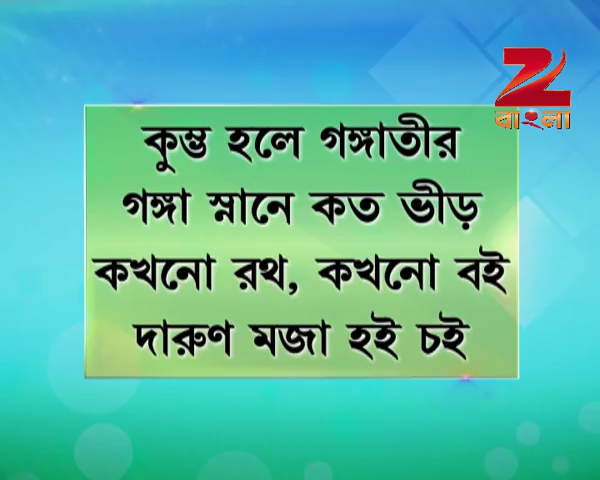 বাংলা
কুম্ভ হলে গঙ্গাতীর
গঙ্গা স্নানে কত ভীড়
কখনো রথ, কখনো বই
দারুণ মজা হই চই